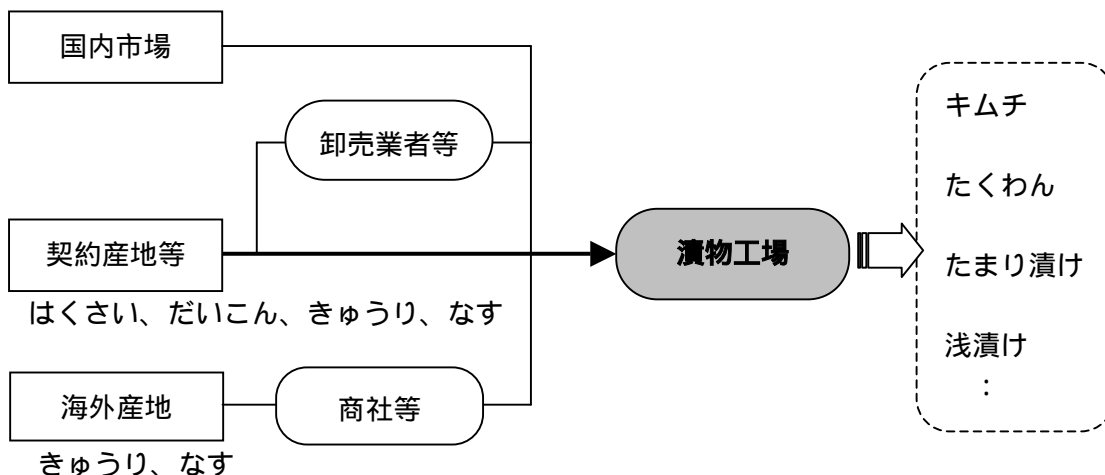 国内市場
卸売業者等
契約産地等
はくさい、だいこん、きゅうり、なす
海外産地
商社等
きゅうり、なす
漬物工場
キムチ
たくわん
たまり漬け
浅漬け
：